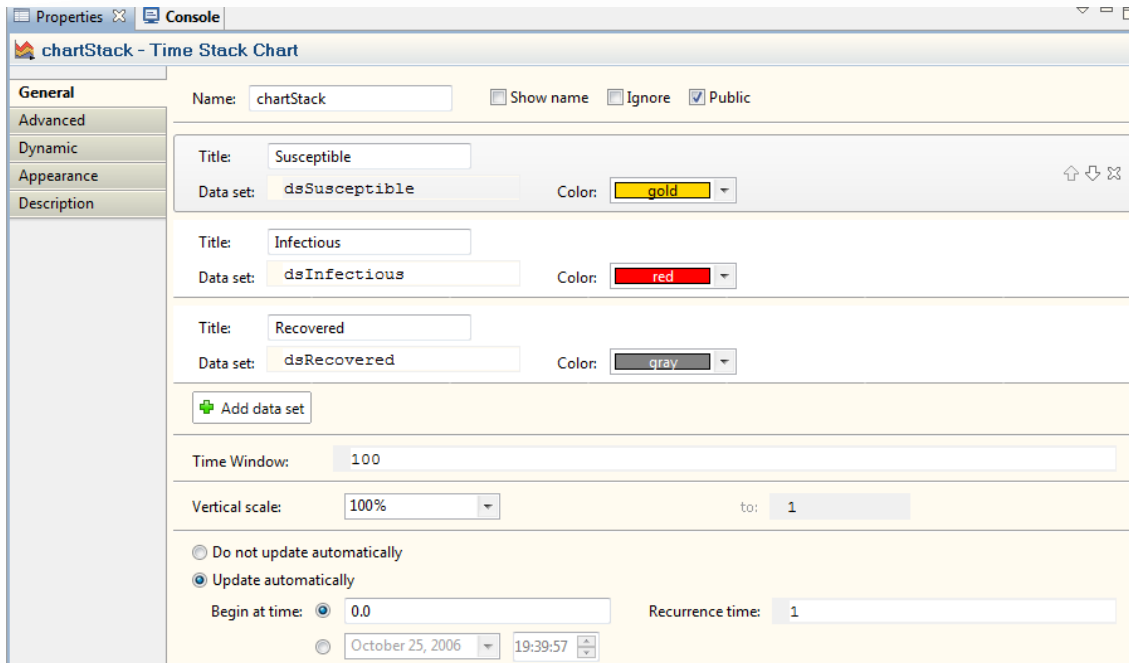 Properties Console
chartStack - Time Stack Chart
General
Advanced
Dynamic
Appearance
Description
Name: chartStack Show name Ignore Public
Title: Susceptible
Data set: dsSusceptible Color: gold
Title: Infectious
Data set: dsInfectious Color: red
Title: Recovered
Data set: dsRecovered Color: gray
Add data set
Time Window: 100
Vertical scale: 100% to: 1
Do not update automatically
Update automatically
Begin at time: 0.0 Recurrence time: 1
October 25, 2006 19:39:57